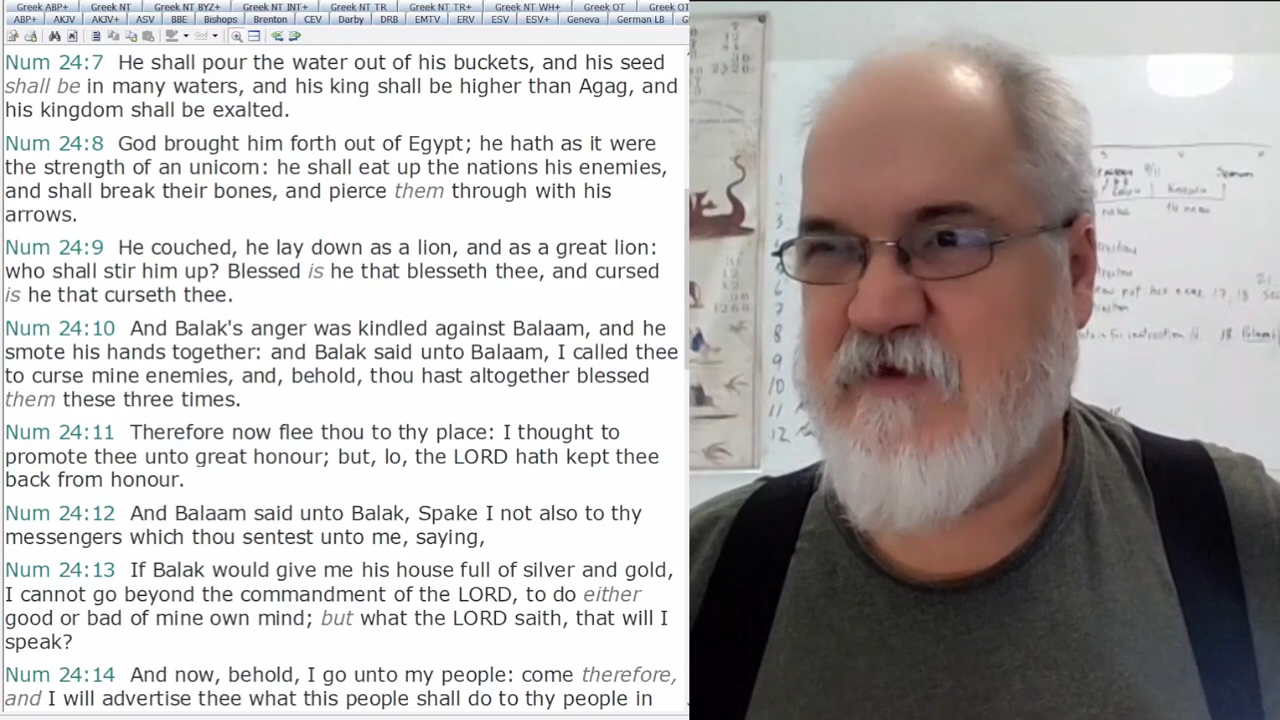 Greek ABP+ Greek NT Greek NT BYZ+ Greek NT INT+ Greek NT TR Greek NT TR+ Greek NT WH+ Greek OT Greek OT
ABP+ AKJV AKJV+ ASV BBE Bishops Brenton CEV Darby DRB EMTV ERV ESV ESV+ Geneva German LB G
Num 24:7 He shall pour the water out of his buckets, and his seed
shall be in many waters, and his king shall be higher than Agag, and
his kingdom shall be exalted.
Num 24:8 God brought him forth out of Egypt; he hath as it were
the strength of an unicorn: he shall eat up the nations his enemies,
and shall break their bones, and pierce them through with his
arrows.
Num 24:9 He couched, he lay down as a lion, and as a great lion:
who shall stir him up? Blessed is he that blesseth thee, and cursed
is he that curseth thee.
Num 24:10 And Balak's anger was kindled against Balaam, and he
smote his hands together: and Balak said unto Balaam, I called thee
to curse mine enemies, and, behold, thou hast altogether blessed
them these three times.
Num 24:11 Therefore now flee thou to thy place: I thought to
promote thee unto great honour; but, lo, the LORD hath kept thee
back from honour.
Num 24:12 And Balaam said unto Balak, Spake I not also to thy
messengers which thou sentest unto me, saying,
Num 24:13 If Balak would give me his house full of silver and gold,
I cannot go beyond the commandment of the LORD, to do either
good or bad of mine own mind; but what the LORD saith, that will I
speak?
Num 24:14 And now, behold, I go unto my people: come therefore,
and I will advertise thee what this people shall do to thy people in
6
7
8
9
10
11
12